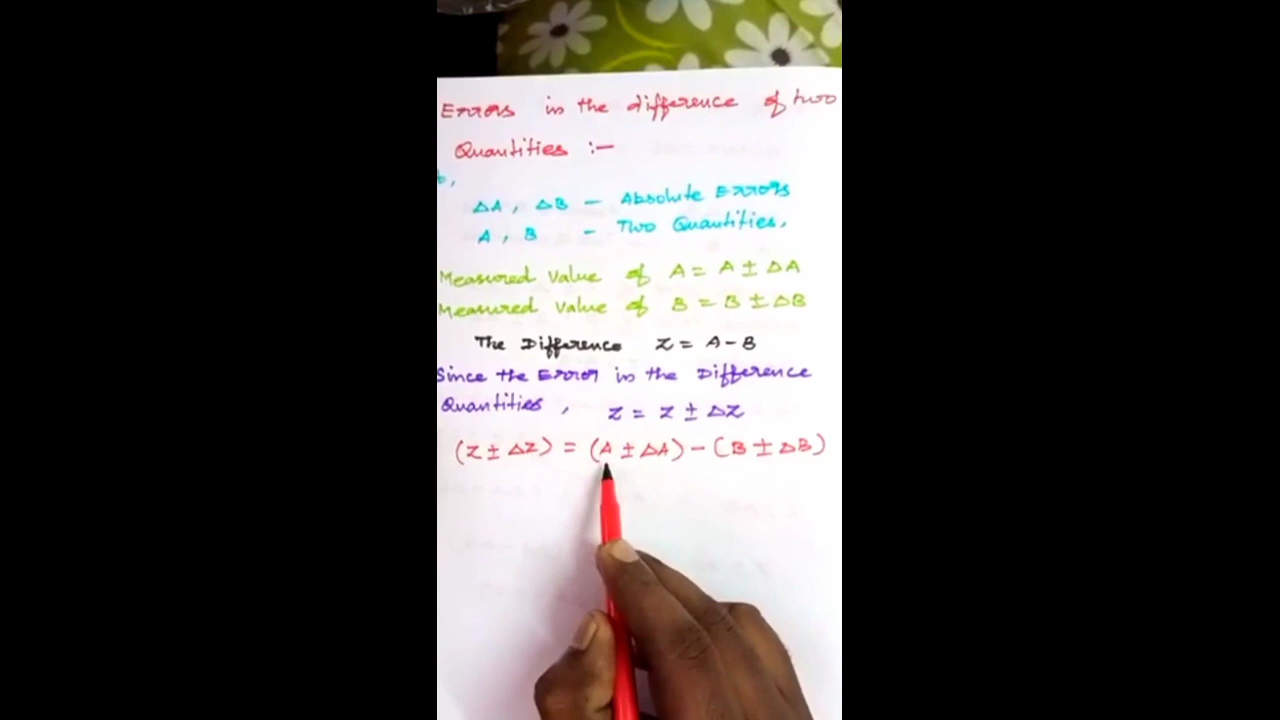 Errors in the difference of two
Quantities :-
ΔA, ΔB - Absolute Errors
A, B - Two Quantities.
Measured Value of A = A ± ΔA
Measured Value of B = B ± ΔB
The Difference Z = A - B
Since the Error in the Difference
Quantities, Z = Z ± ΔZ
(Z ± ΔZ) = (A ± ΔA) - (B ± ΔB)